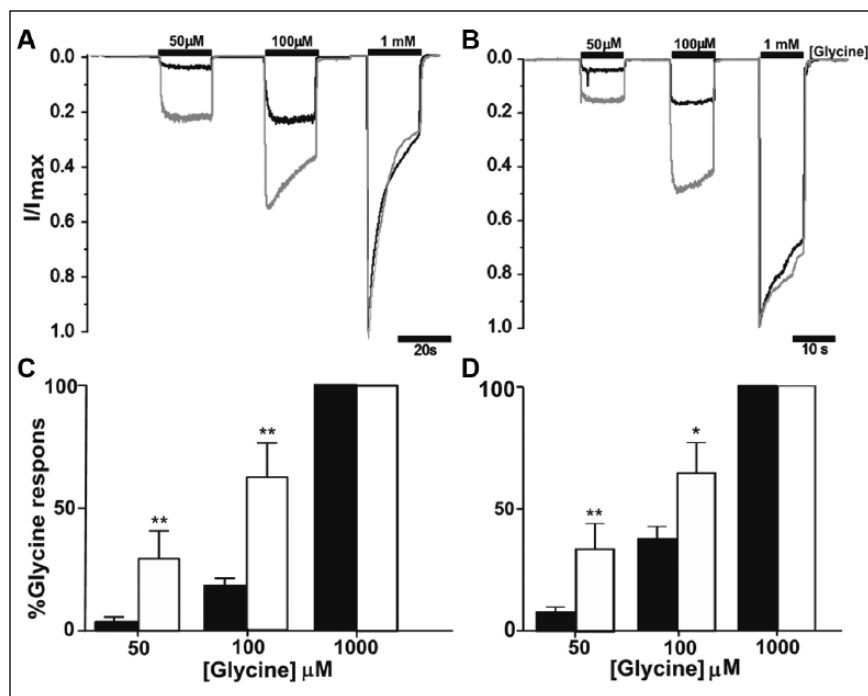 A
50µM
100µM
1 mM
B
50µM
100µM
1 mM
[Glycine]
I/Imax
0.0
0.2
0.4
0.6
0.8
1.0
20s
0.0
0.2
0.4
0.6
0.8
1.0
10 s
C
%Glycine respons
100
50
0
**
**
50
100
1000
[Glycine] µM
D
100
50
0
**
*
50
100
1000
[Glycine] µM